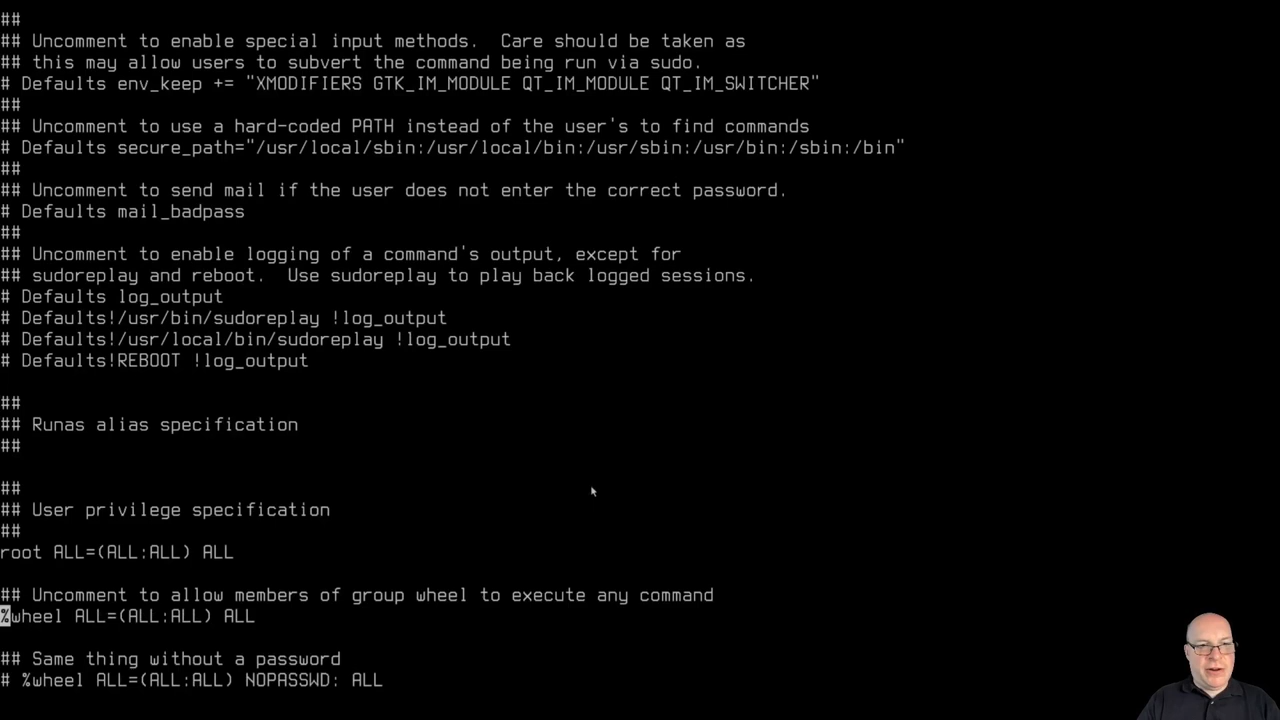 ##
## Uncomment to enable special input methods.  Care should be taken as
## this may allow users to subvert the command being run via sudo.
# Defaults env_keep += "XMODIFIERS GTK_IM_MODULE QT_IM_MODULE QT_IM_SWITCHER"
##
## Uncomment to use a hard-coded PATH instead of the user's to find commands
# Defaults secure_path="/usr/local/sbin:/usr/local/bin:/usr/sbin:/usr/bin:/sbin:/bin"
##
## Uncomment to send mail if the user does not enter the correct password.
# Defaults mail_badpass
##
## Uncomment to enable logging of a command's output, except for
## sudoreplay and reboot.  Use sudoreplay to play back logged sessions.
# Defaults log_output
# Defaults!/usr/bin/sudoreplay !log_output
# Defaults!/usr/local/bin/sudoreplay !log_output
# Defaults!REBOOT !log_output
##
## Runas alias specification
##
##
## User privilege specification
##
root ALL=(ALL:ALL) ALL
## Uncomment to allow members of group wheel to execute any command
%wheel ALL=(ALL:ALL) ALL
## Same thing without a password
# %wheel ALL=(ALL:ALL) NOPASSWD: ALL